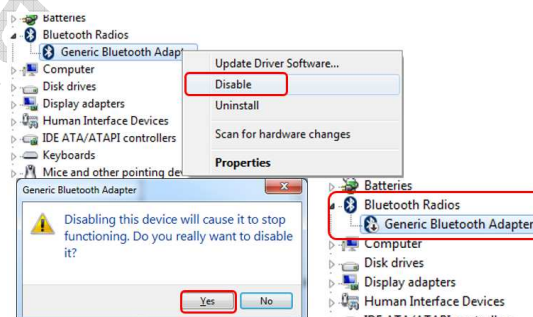 Batteries
Bluetooth Radios
Generic Bluetooth Adapt
Update Driver Software...
Disable
Uninstall
Scan for hardware changes
Properties
Computer
Disk drives
Display adapters
Human Interface Devices
IDE ATA/ATAPI controllers
Keyboards
Mice and other pointing dev
Generic Bluetooth Adapter
Disabling this device will cause it to stop
functioning. Do you really want to disable
it?
Yes
No
Batteries
Bluetooth Radios
Generic Bluetooth Adapter
Computer
Disk drives
Display adapters
Human Interface Devices